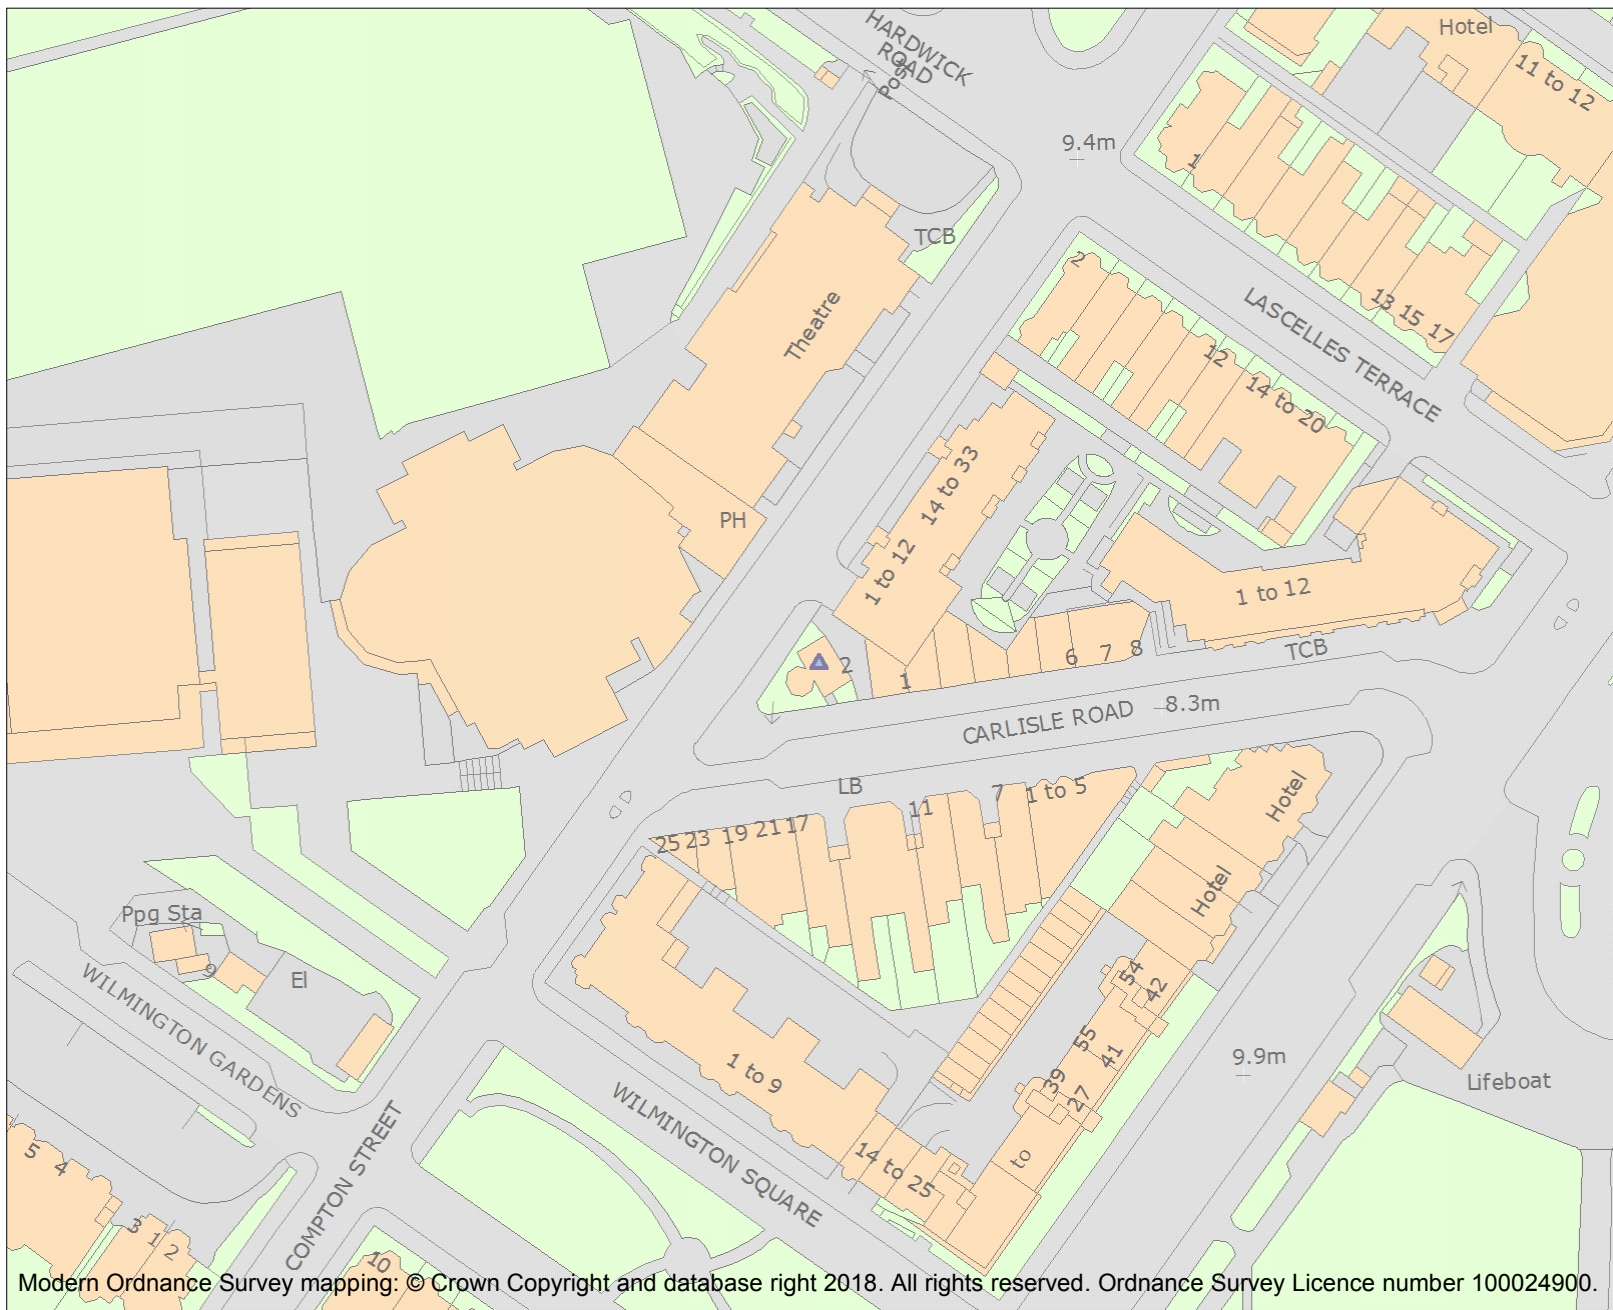 HARDWICK
ROAD
Post
Hotel
11 to 12
9.4m
1
TCB
2
Theatre
13 15 17
LASCELLES TERRACE
12
14 to 20
14 to 33
PH
1 to 12
1 to 12
2
1
6 7 8
TCB
8.3m
CARLISLE ROAD
LB
25 23 19 21 17
11
7
1 to 5
Hotel
Hotel
Ppg Sta
9
El
WILMINGTON GARDENS
54
42
55
41
39
27
to
9.9m
Lifeboat
1 to 9
WILMINGTON SQUARE
14 to 25
COMPTON STREET
5 4
3 1 2
10
Modern Ordnance Survey mapping: © Crown Copyright and database right 2018. All rights reserved. Ordnance Survey Licence number 100024900.